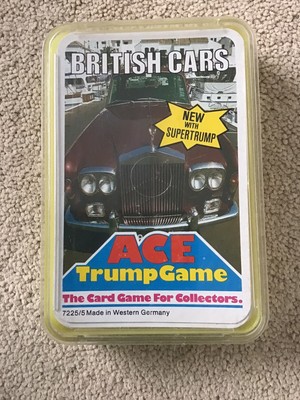 BRITISH CARS
NEW
WITH
SUPERTRUMP
ACE
Trump Game
The Card Game For Collectors.
7225/5 Made in Western Germany